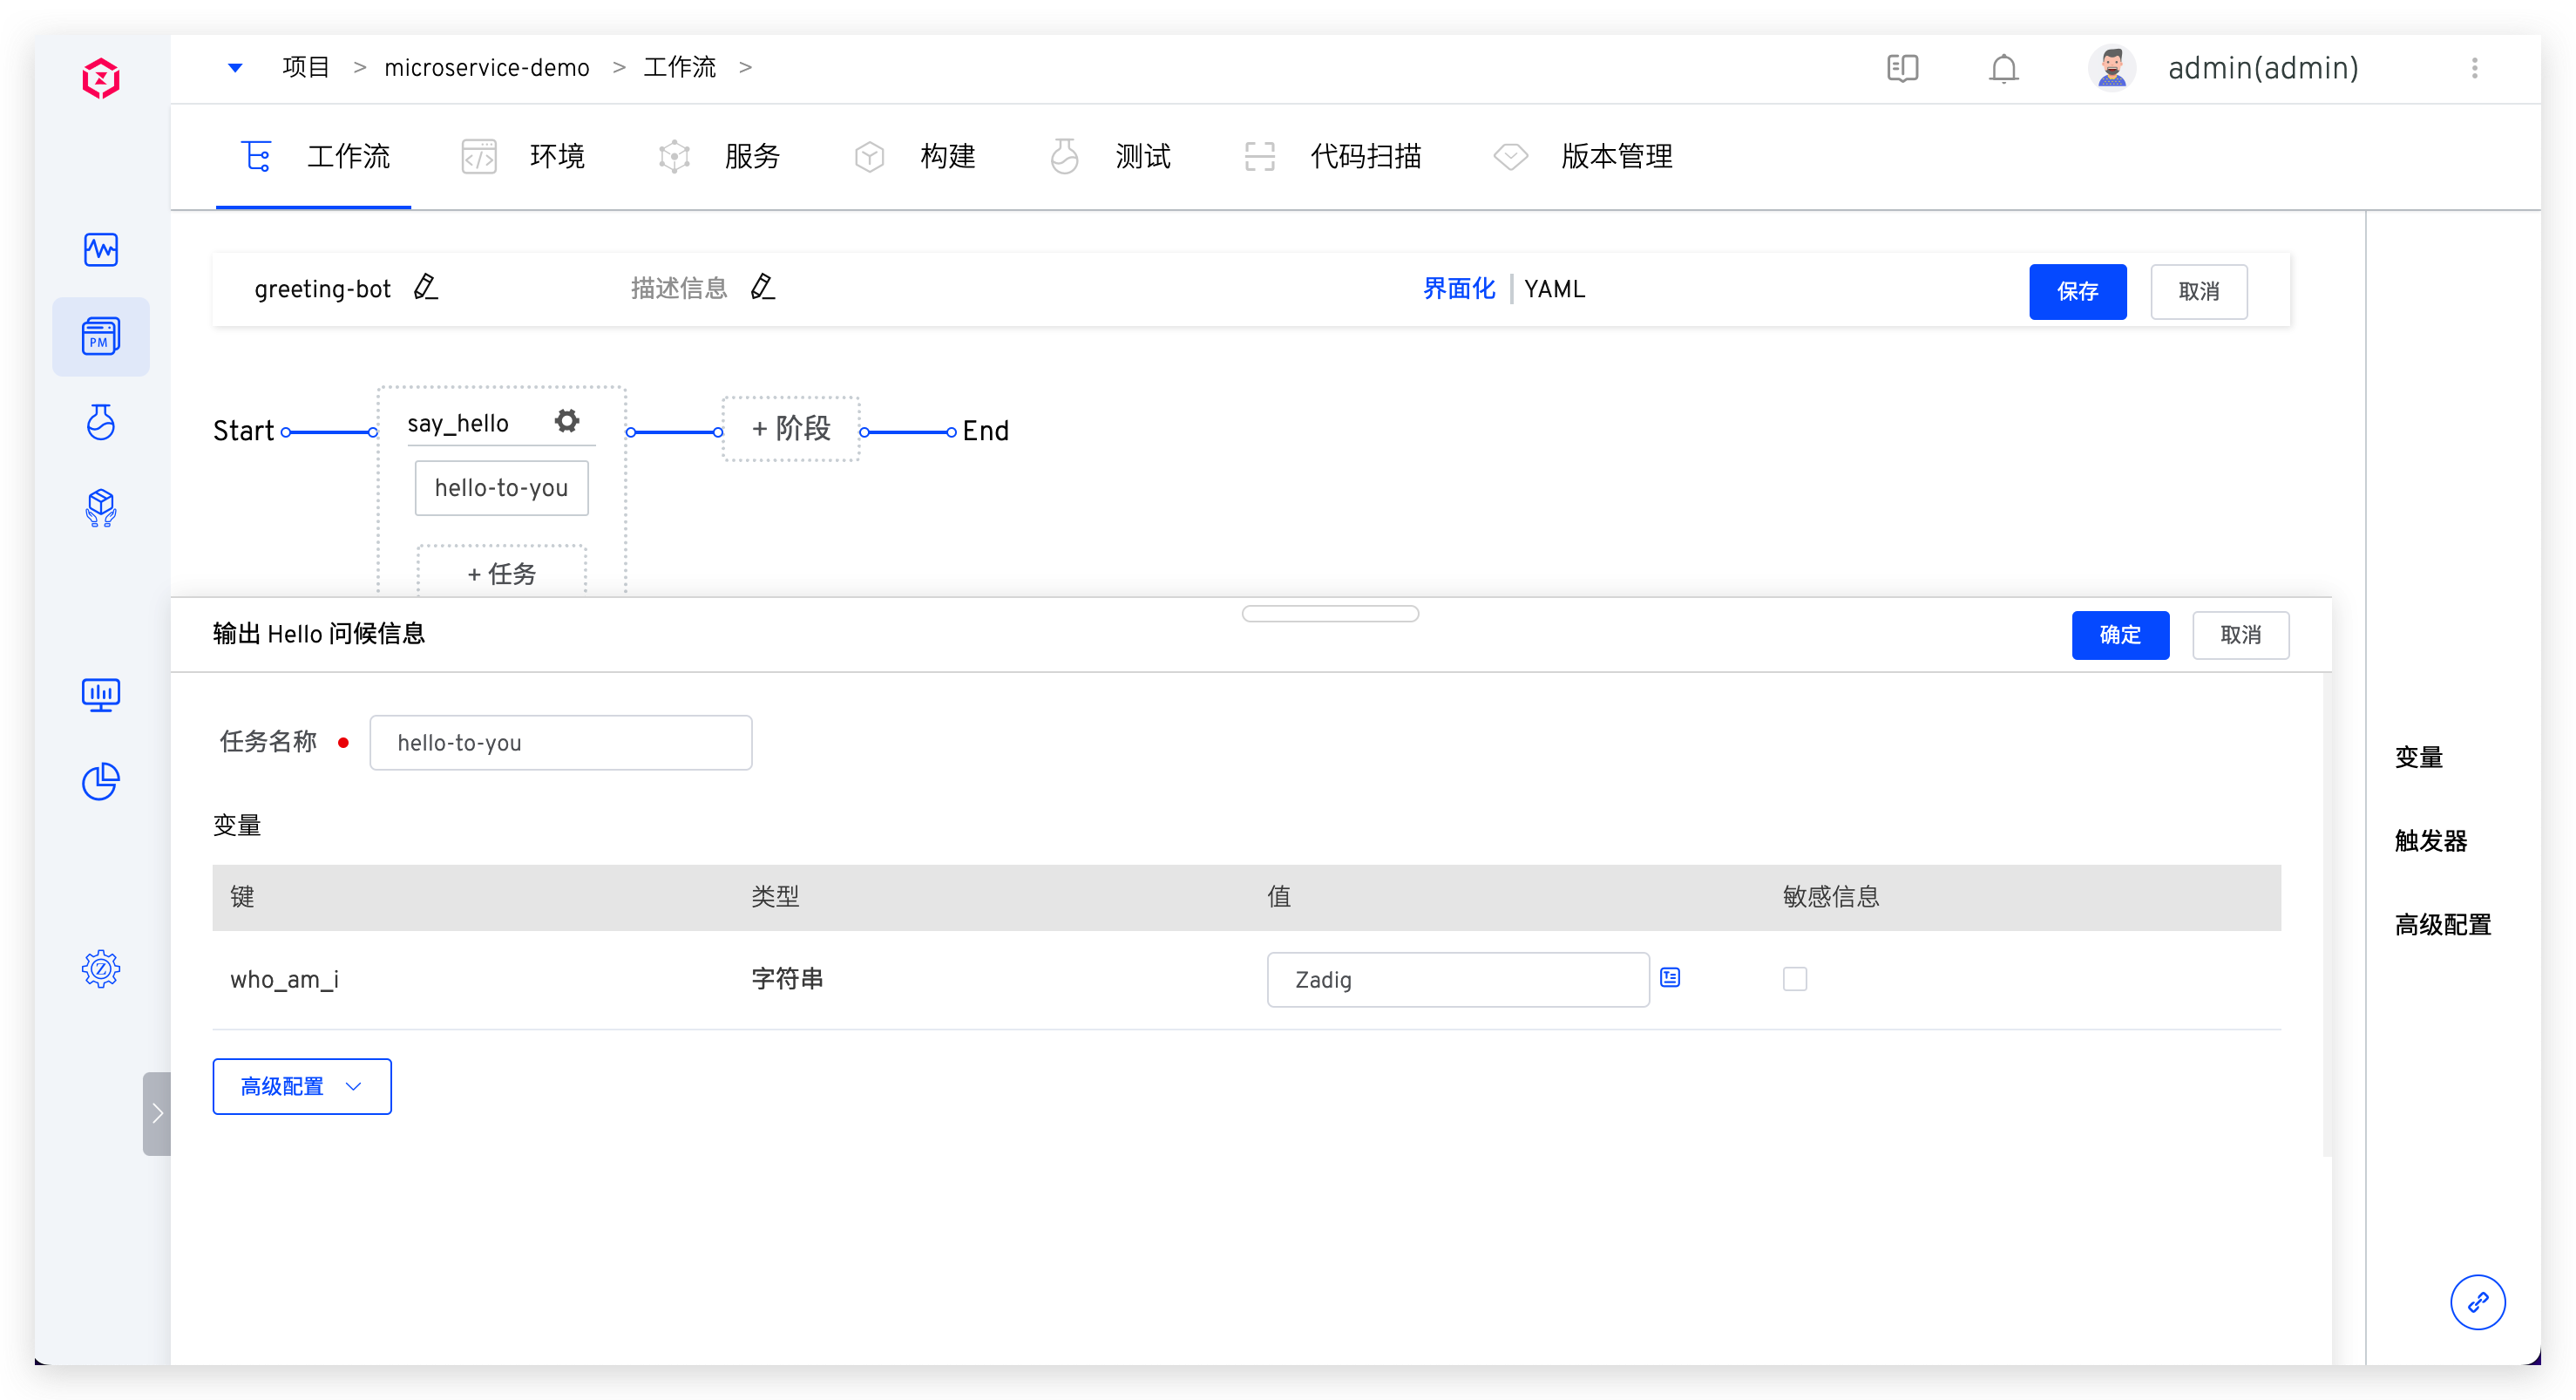 项目 > microservice-demo > 工作流 >
admin(admin)
工作流 环境 服务 构建 测试 代码扫描 版本管理
greeting-bot 描述信息 界面化 YAML 保存 取消
PM
Start say_hello + 阶段 End
hello-to-you
+ 任务
输出 Hello 问候信息 确定 取消
任务名称 hello-to-you
变量
键 类型 值 敏感信息
who_am_i 字符串 Zadig
高级配置
变量
触发器
高级配置